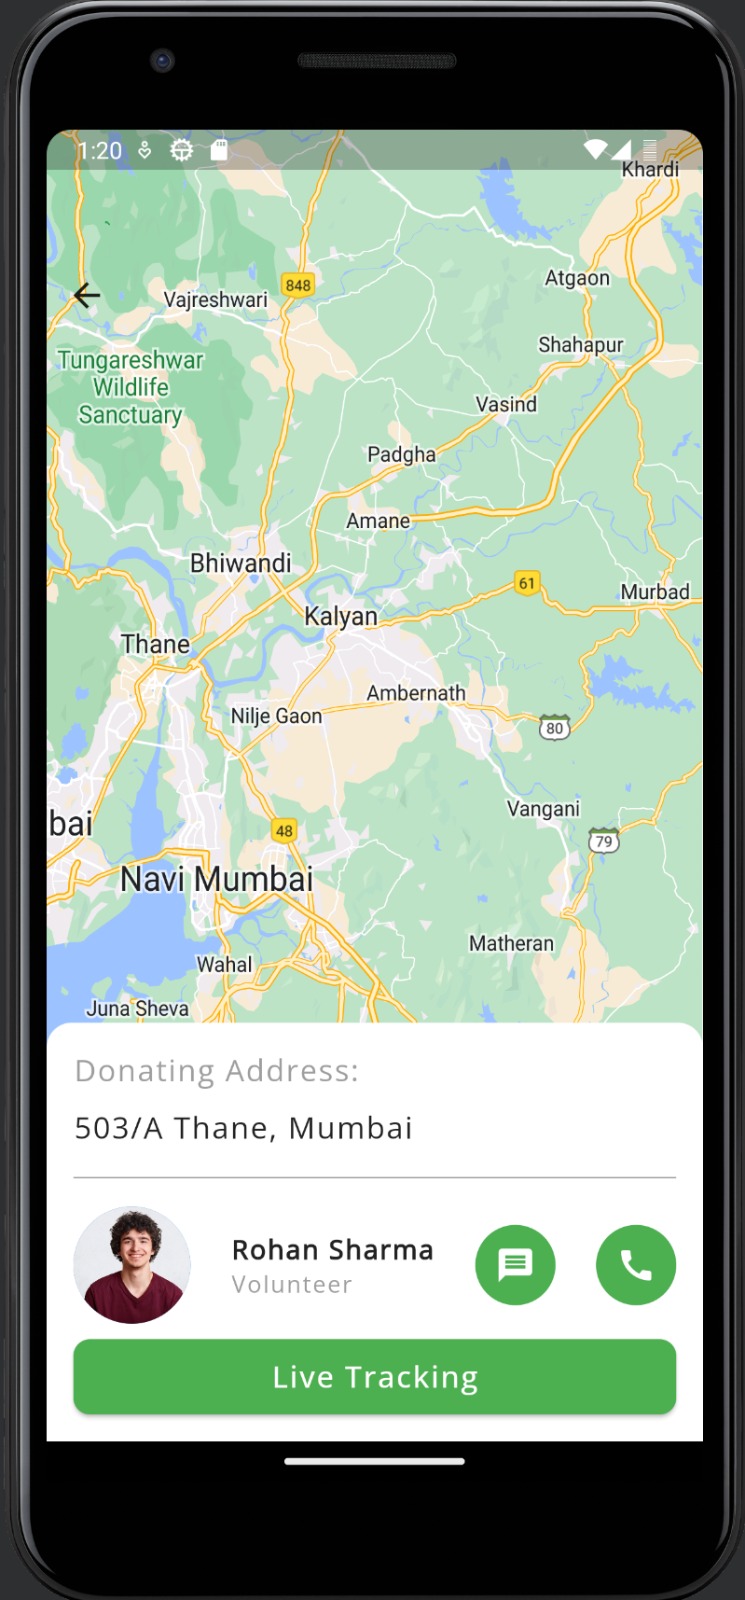 1:20
Khardi
Atgaon
848
Vajreshwari
Shahapur
Tungareshwar
Wildlife
Sanctuary
Vasind
Padgha
Amane
Bhiwandi
61
Murbad
Kalyan
Thane
Ambernath
Nilje Gaon
80
Vangani
bai
48
79
Navi Mumbai
Matheran
Wahal
Juna Sheva
Donating Address:
503/A Thane, Mumbai
Rohan Sharma
Volunteer
Live Tracking